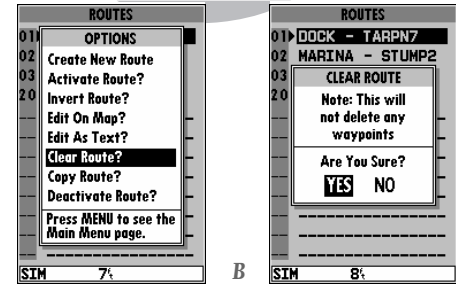 ROUTES
01
OPTIONS
02
Create New Route
03
Activate Route?
20
Invert Route?
Edit On Map?
Edit As Text?
Clear Route?
Copy Route?
Deactivate Route?
Press MENU to see the
Main Menu page.
SIM 7
B
ROUTES
01 DOCK - TARPN7
02 MARINA - STUMP2
03
CLEAR ROUTE
20
Note: This will
not delete any
waypoints
Are You Sure?
YES NO
SIM 8